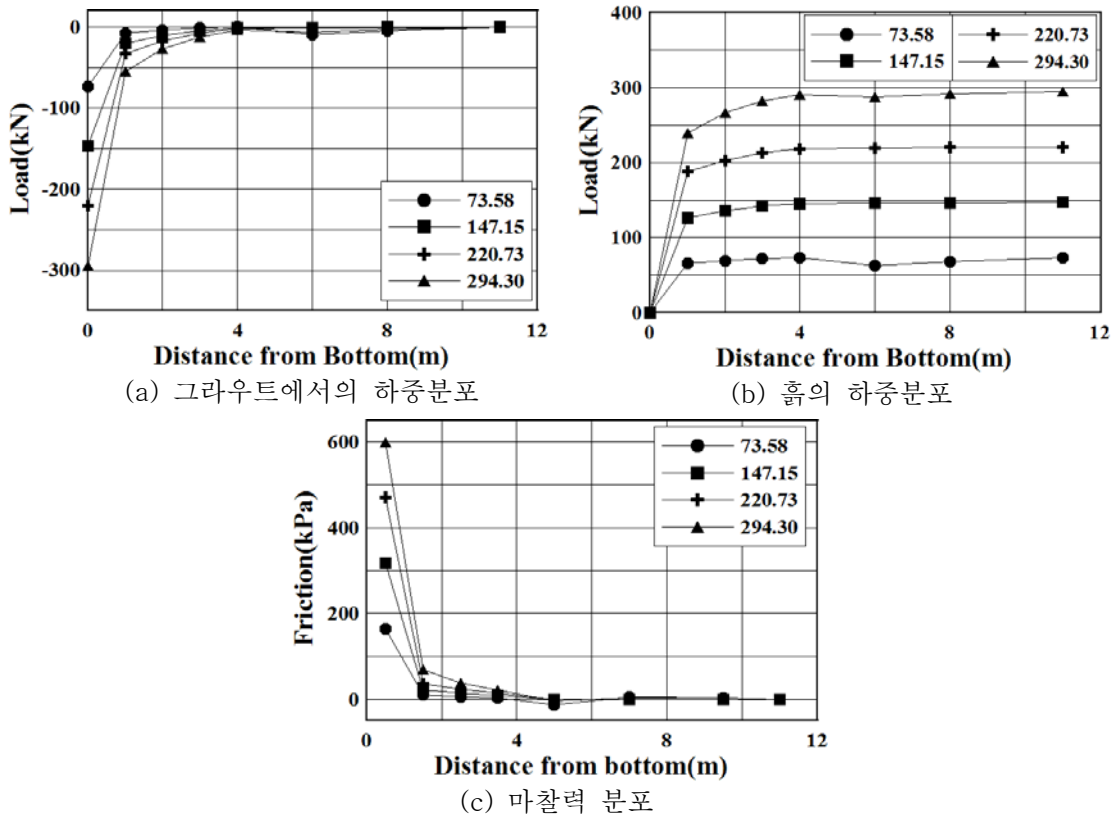 0
-100
-200
-300
Load(kN)
73.58
147.15
220.73
294.30
0 4 8 12
Distance from Bottom(m)
(a) 그라우트에서의 하중분포
400
300
200
100
0
Load(kN)
73.58 220.73
147.15 294.30
0 4 8 12
Distance from Bottom(m)
(b) 흙의 하중분포
600
400
200
0
Friction(kPa)
73.58
147.15
220.73
294.30
0 4 8 12
Distance from bottom(m)
(c) 마찰력 분포